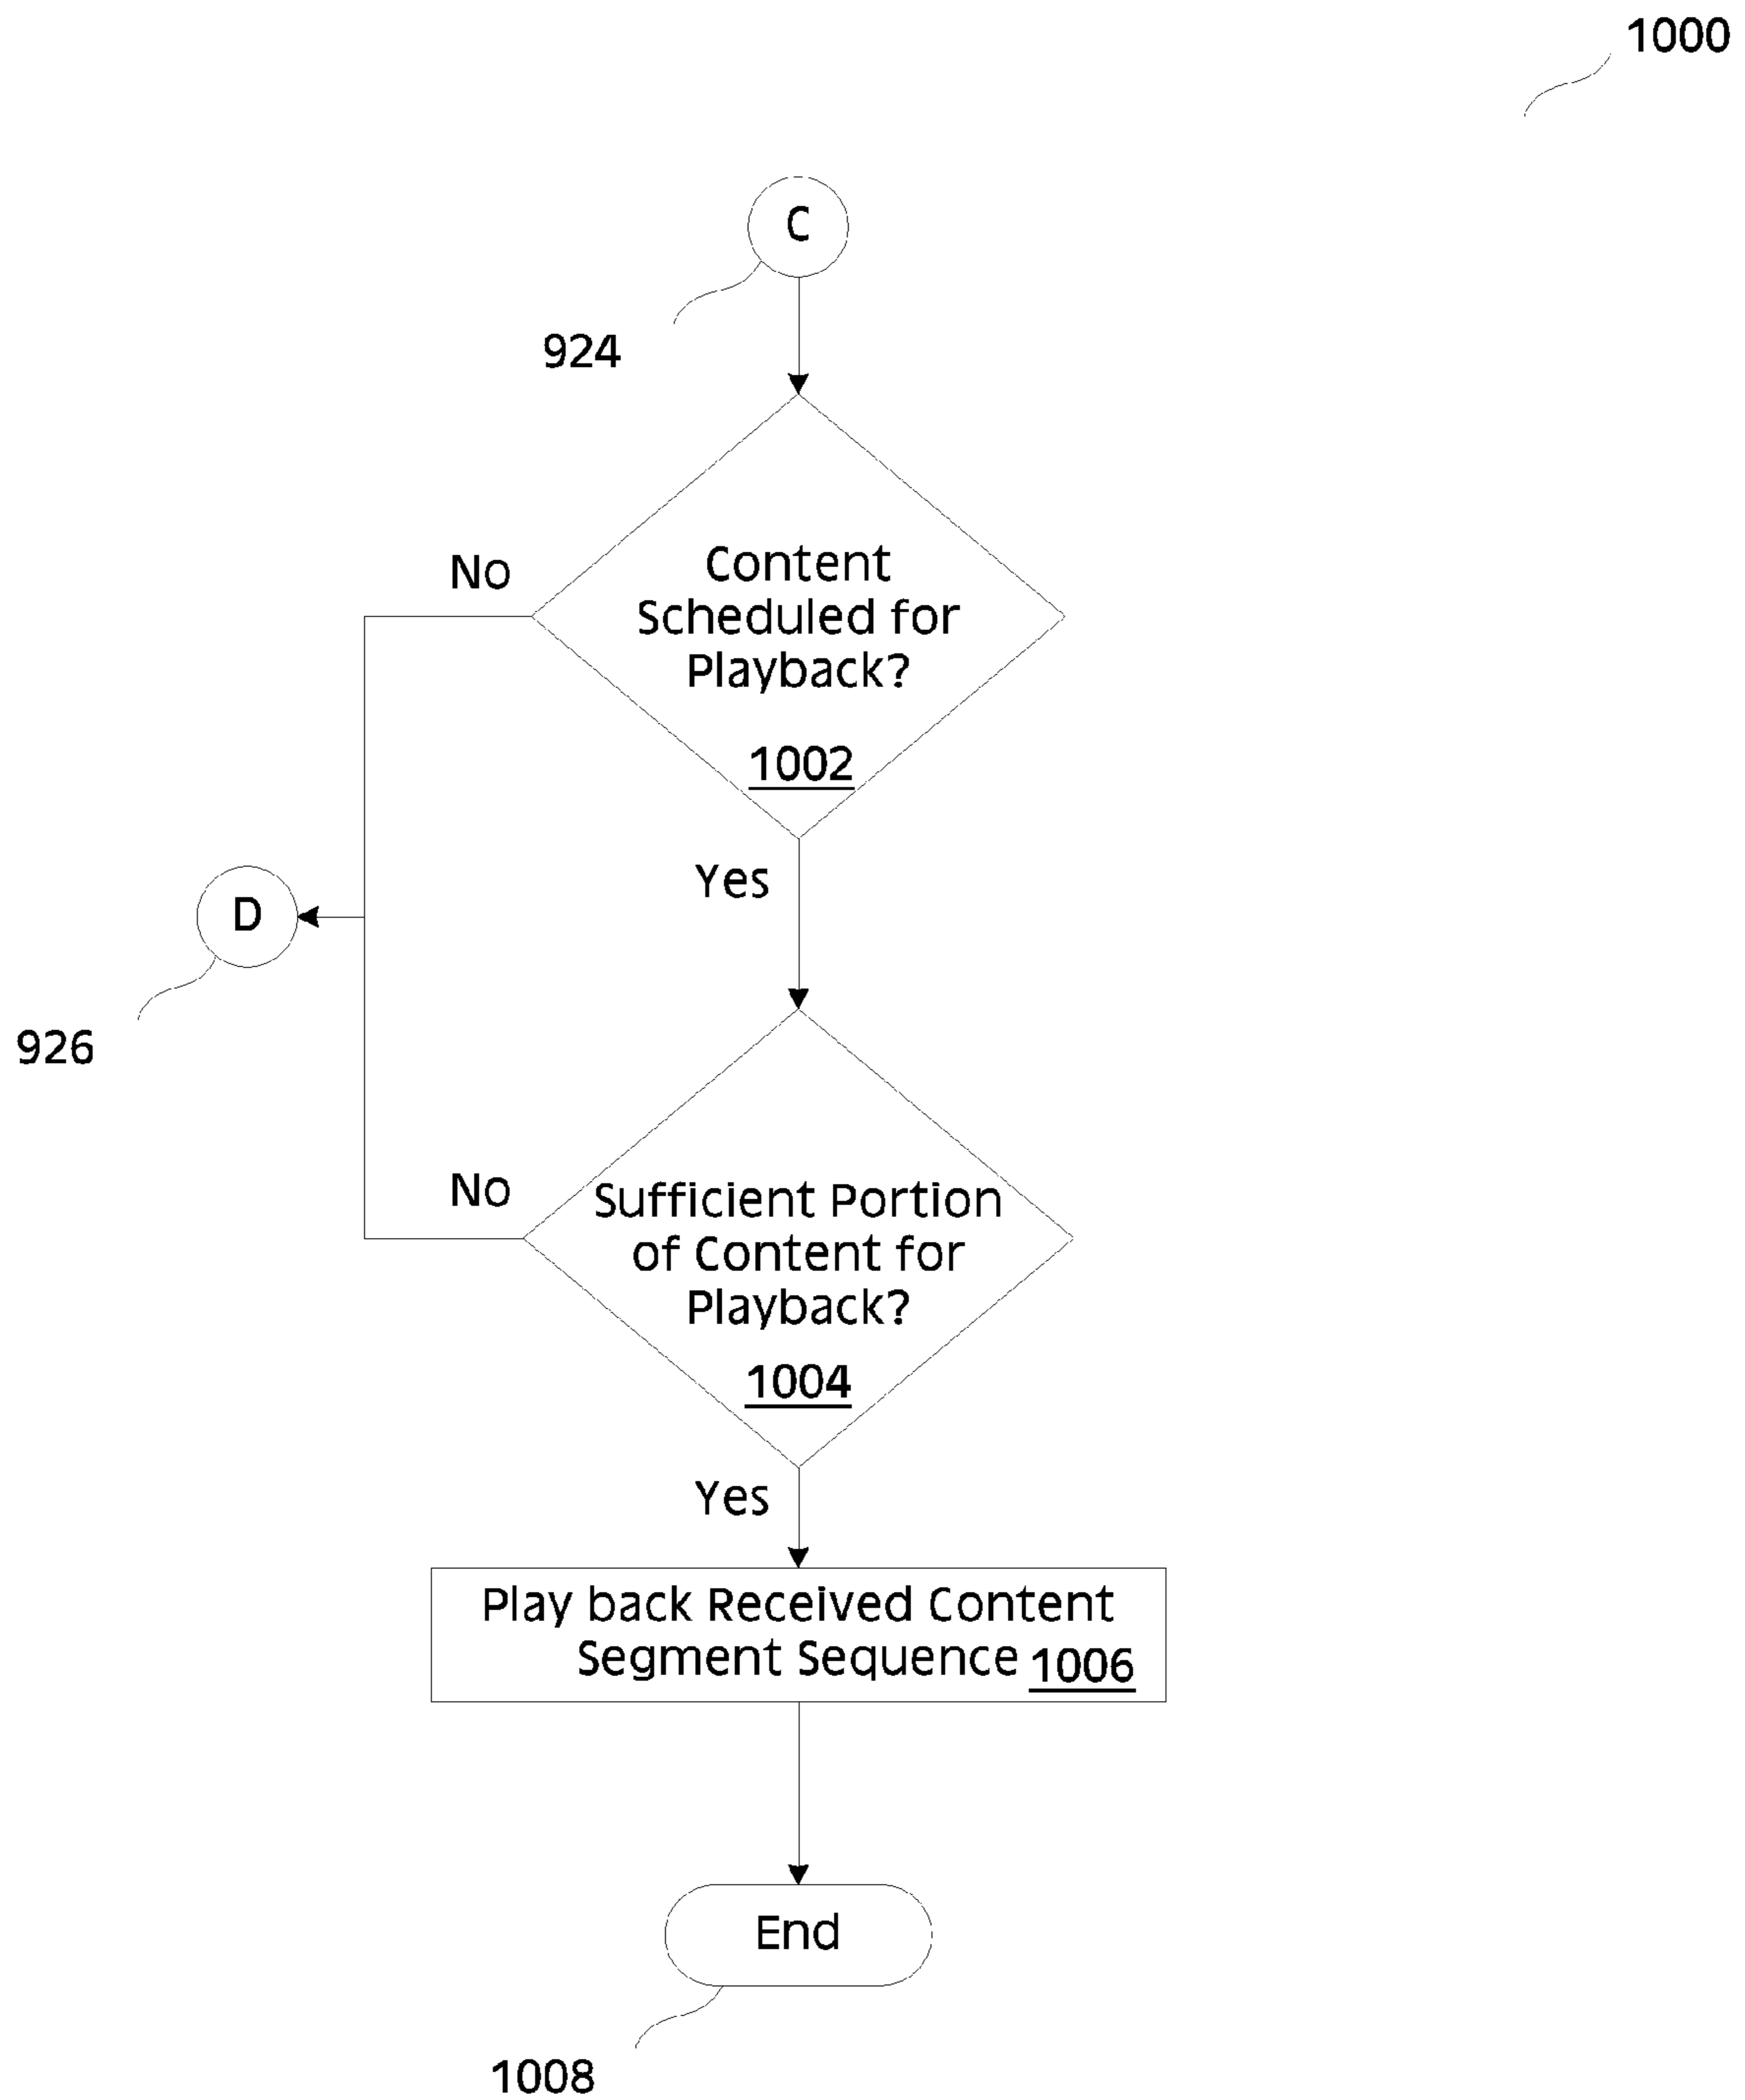 1000
C
924
No
Content
Scheduled for
Playback?
1002
Yes
D
926
No
Sufficient Portion
of Content for
Playback?
1004
Yes
Play back Received Content
Segment Sequence 1006
End
1008